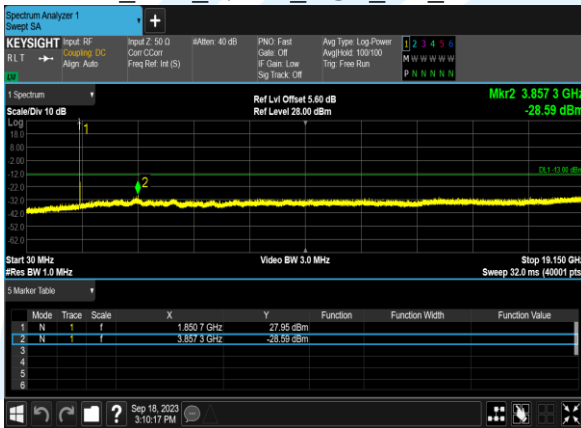 Spectrum Analyzer 1
Swept SA
+
KEYSIGHT Input: RF Input Z: 50 Ω #Atten: 40 dB PNO: Fast Avg Type: Log-Power 1 2 3 4 5 6
RLT Coupling: DC Corr CCorr Gate: Off Avg|Hold: 100/100 M W W W W W
Align: Auto Freq Ref: Int (S) IF Gain: Low Trig: Free Run
Sig Track: Off P N N N N N
LV
1 Spectrum Ref Lvl Offset 5.60 dB Mkr2 3.857 3 GHz
Scale/Div 10 dB Ref Level 28.00 dBm -28.59 dBm
Log
1
18.0
8.00
-2.00
DL1 -13.00 dBm
-12.0
2
-22.0
-32.0
-42.0
-52.0
-62.0
Start 30 MHz Video BW 3.0 MHz Stop 19.150 GHz
#Res BW 1.0 MHz Sweep 32.0 ms (40001 pts)
5 Marker Table
Mode Trace Scale X Y Function Function Width Function Value
1 N 1 f 1.850 7 GHz 27.95 dBm
2 N 1 f 3.857 3 GHz -28.59 dBm
3
4
5
6
? Sep 18, 2023
3:10:17 PM